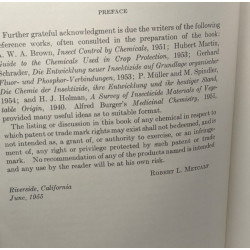 PREFACE
Further grateful acknowledgment is due the writers of the following
reference works, often committed in the preparation of the book:
A. W. A. Brown, Insect Control by Chemicals, 1951; Hubert Martin,
Guide to the Chemicals Used in Crop Protection, 1953; Gerhard
Schrader, Die Entwicklung neuer Insektizide auf Grundlage organischer
Fluor- und Phosphor-Verbindungen, 1953; P. Müller and M. Spindler,
Die Chemie der Insektizide, ihre Entwicklung und ihr heutiger Stand,
1954; and H. J. Holman, A Survey of Insecticide Materials of Vege-
table Origin, 1940. Alfred Burger's Medicinal Chemistry, 1951,
provided many useful ideas as to suitable format.
The listing or discussion in this book of any chemical in respect to
which patent or trade mark rights may exist shall not be deemed, and is
not intended as, a grant of, or authority to exercise, or an infringe-
ment of, any right or privilege protected by such patent or trade
mark. No recommendation of any of the products named is intended
and any use by the reader will be at his own risk.
ROBERT L. METCALF
Riverside, California
June, 1955